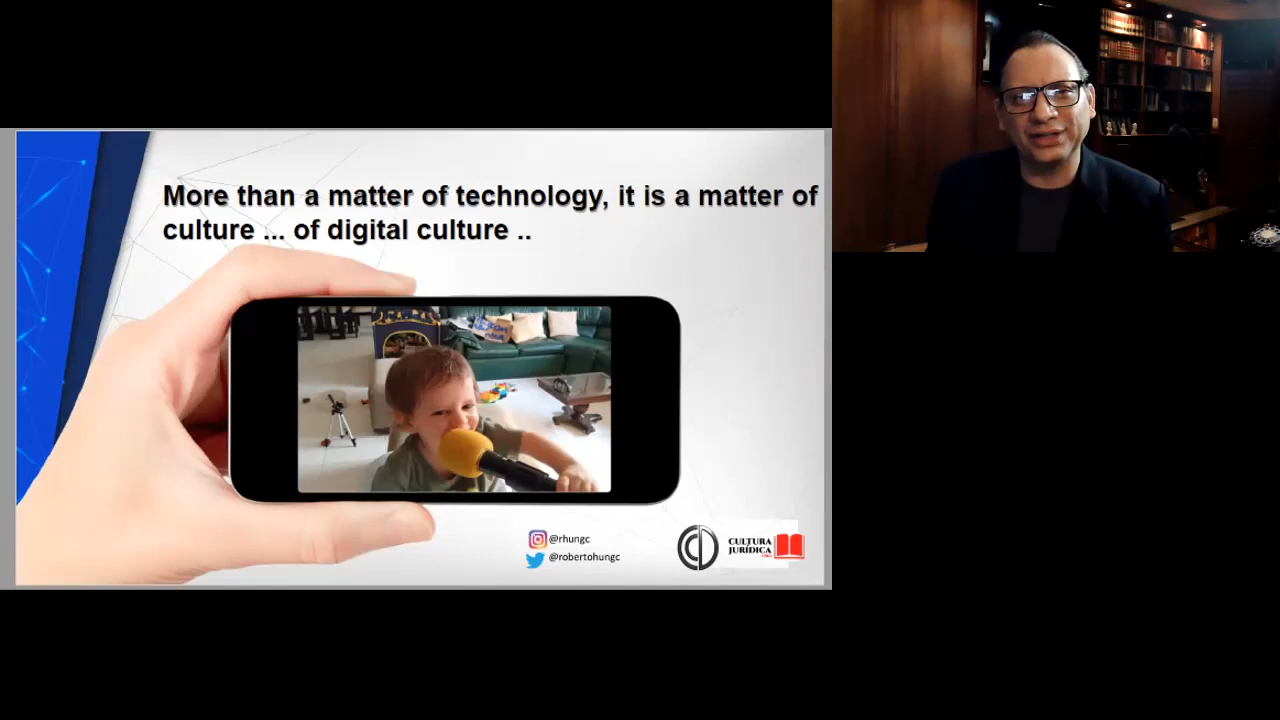 More than a matter of technology, it is a matter of
culture ... of digital culture ..
@rhungc
@robertohungc
CULTURA
JURÍDICA